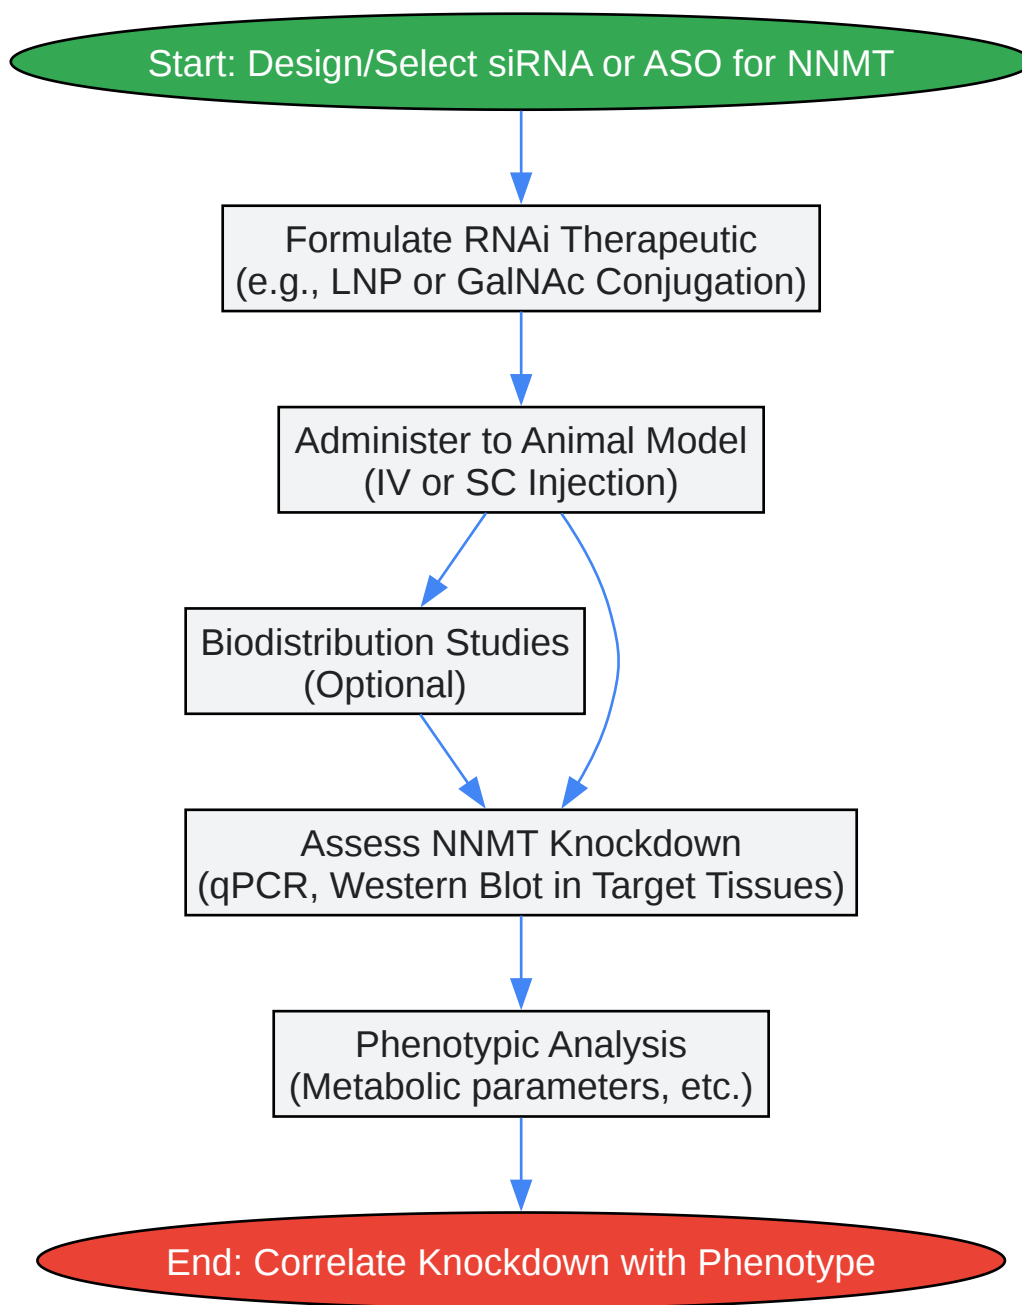 Start: Design/Select siRNA or ASO for NNMT
Formulate RNAi Therapeutic
(e.g., LNP or GalNAc Conjugation)
Administer to Animal Model
(IV or SC Injection)
Biodistribution Studies
(Optional)
Assess NNMT Knockdown
(qPCR, Western Blot in Target Tissues)
Phenotypic Analysis
(Metabolic parameters, etc.)
End: Correlate Knockdown with Phenotype